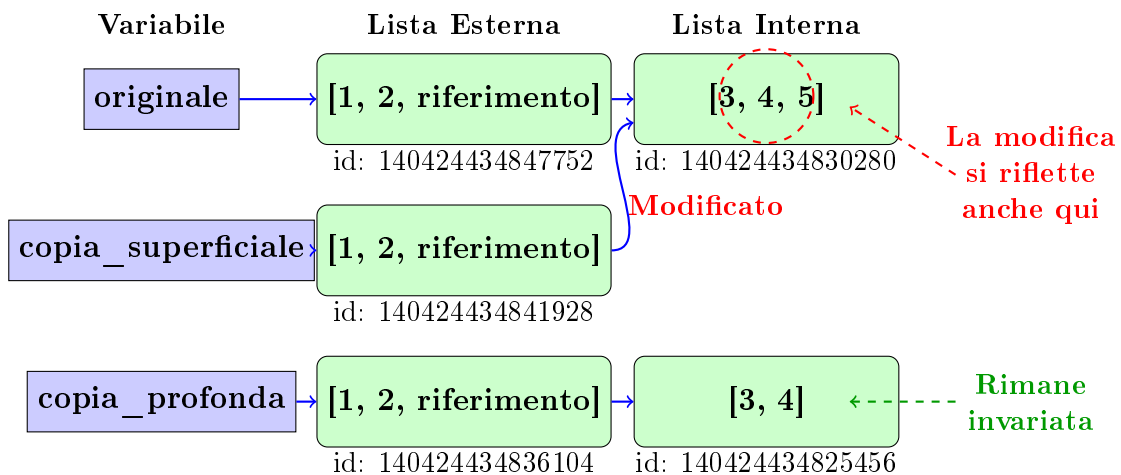 Variabile
Lista Esterna
Lista Interna
originale
[1, 2, riferimento]
[3, 4, 5]
id: 140424434847752
id: 140424434830280
La modifica
si riflette
anche qui
Modificato
copia_superficiale
[1, 2, riferimento]
id: 140424434841928
copia_profonda
[1, 2, riferimento]
[3, 4]
Rimane
invariata
id: 140424434836104
id: 140424434825456